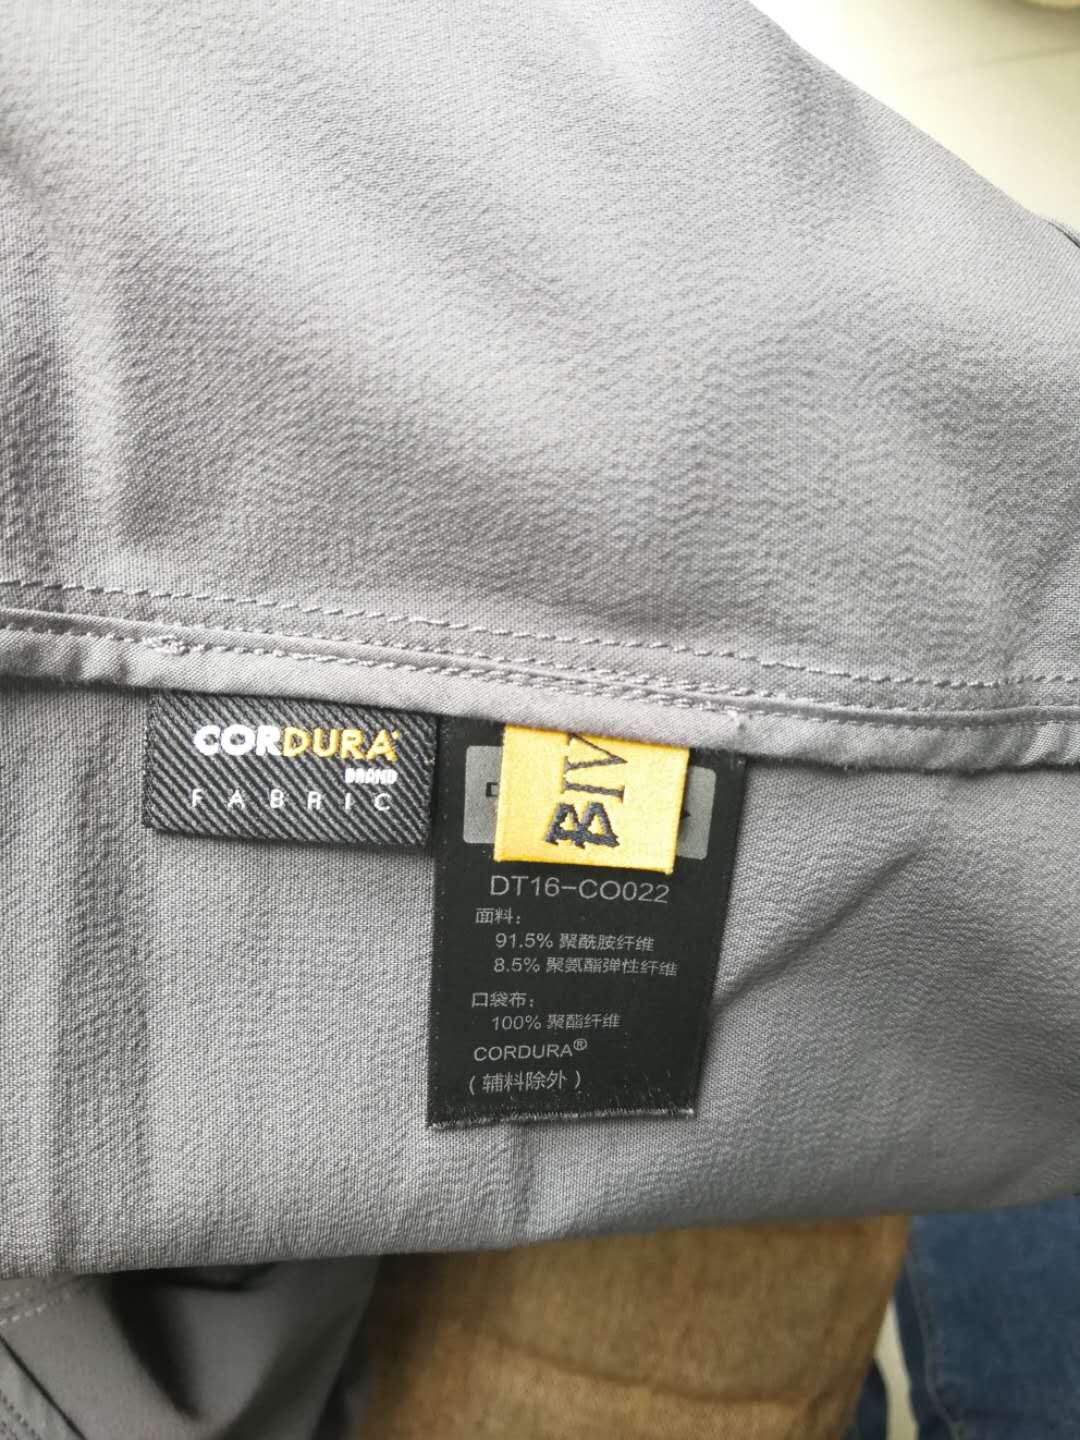 CORDURA
BRAND
FABRIC
DT16-CO022
面料：
91.5% 聚酰胺纤维
8.5% 聚氨酯弹性纤维
口袋布：
100% 聚酯纤维
CORDURA®
（辅料除外）